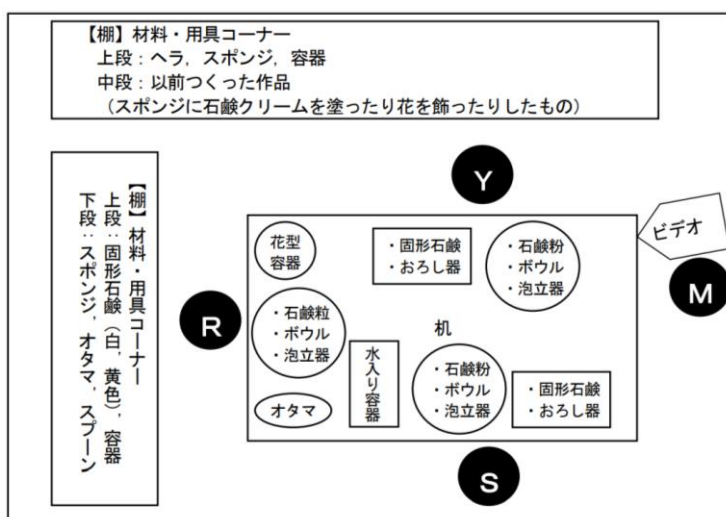 【棚】材料・用具コーナー
上段：ヘラ，スポンジ，容器
中段：以前つくった作品
（スポンジに石鹸クリームを塗ったり花を飾ったりしたもの）
【棚】材料・用具コーナー
上段：固形石鹸（白，黄色），容器
下段：スポンジ，オタマ，スプーン
Y
ビデオ
M
花型
容器
・固形石鹸
・おろし器
・石鹸粉
・ボウル
・泡立器
R
・石鹸粒
・ボウル
・泡立器
机
水入り容器
・石鹸粉
・ボウル
・泡立器
・固形石鹸
・おろし器
オタマ
S